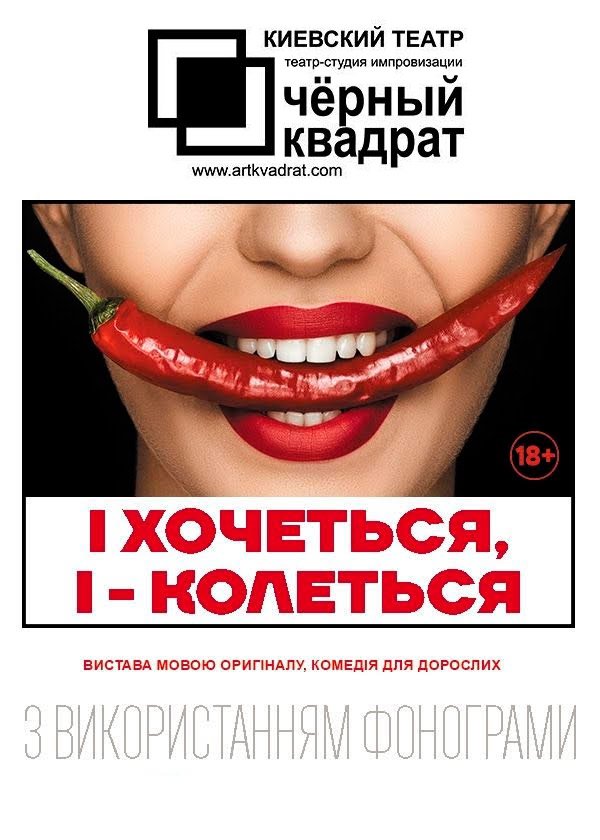 КИЕВСКИЙ ТЕАТР
театр-студия импровизации
чёрный
квадрат
www.artkvadrat.com
18+
І ХОЧЕТЬСЯ,
І - КОЛЕТЬСЯ
ВИСТАВА МОВОЮ ОРИГІНАЛУ, КОМЕДІЯ ДЛЯ ДОРОСЛИХ
З ВИКОРИСТАННЯМ ФОНОГРАМИ